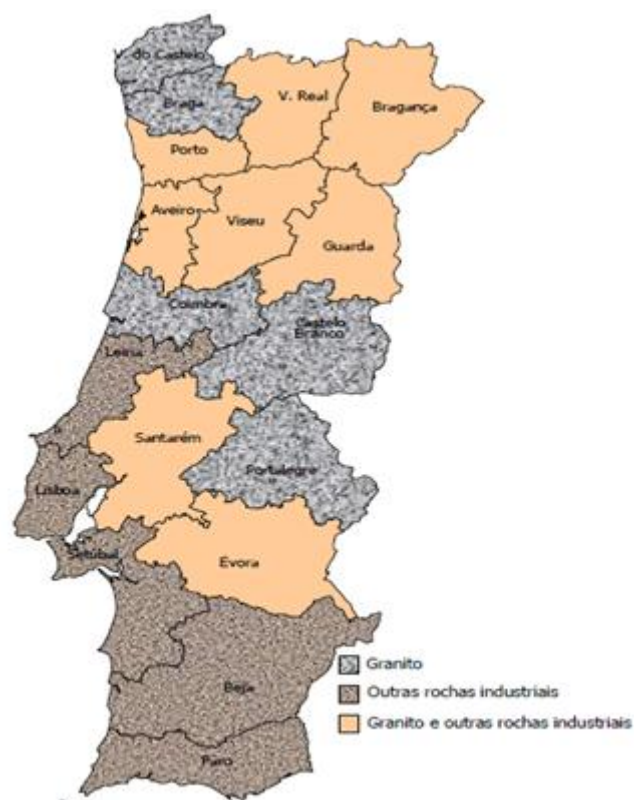 V. do Castelo
Braga
V. Real
Bragança
Porto
Aveiro
Viseu
Guarda
Coimbra
Castelo
Branco
Leiria
Santarém
Portalegre
Lisboa
Setúbal
Évora
Beja
Faro
Granito
Outras rochas industriais
Granito e outras rochas industriais